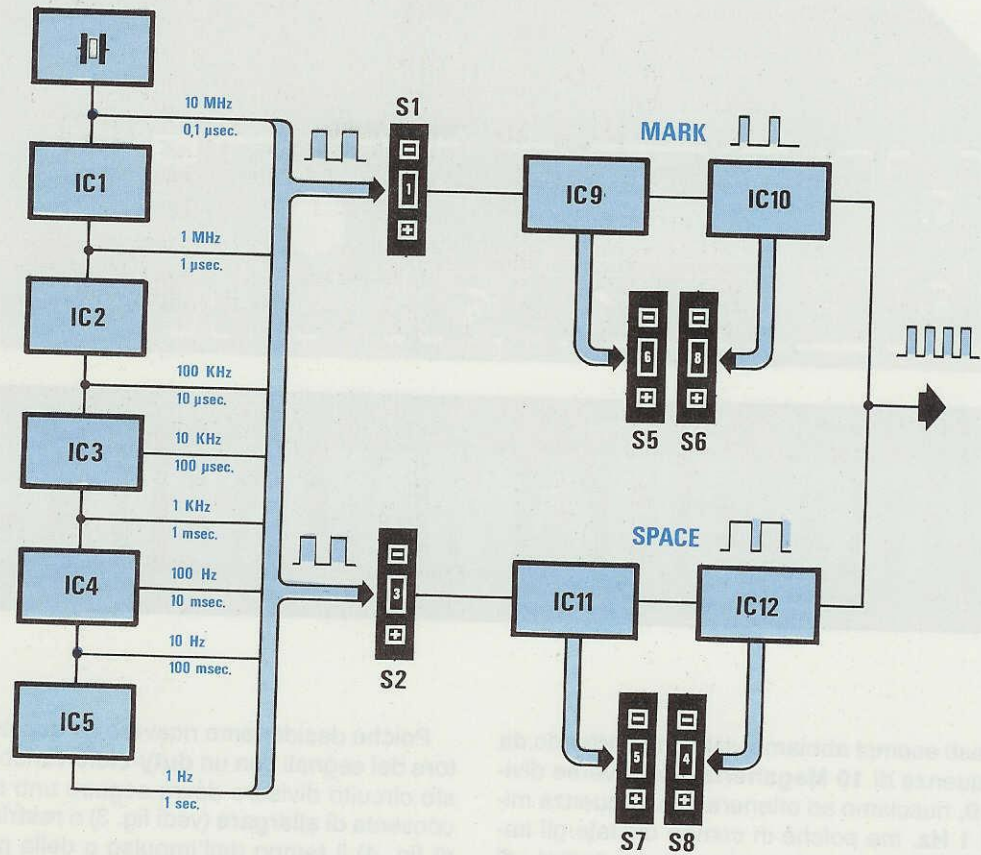 10 MHz
0,1 µsec.
IC1
1 MHz
1 µsec.
IC2
100 KHz
10 µsec.
IC3
10 KHz
100 µsec.
1 KHz
1 msec.
IC4
100 Hz
10 msec.
10 Hz
100 msec.
IC5
1 Hz
1 sec.
S1
-
1
+
MARK
IC9
IC10
-
6
+
-
8
+
S5 S6
-
3
+
S2
SPACE
IC11
IC12
-
5
+
-
4
+
S7 S8